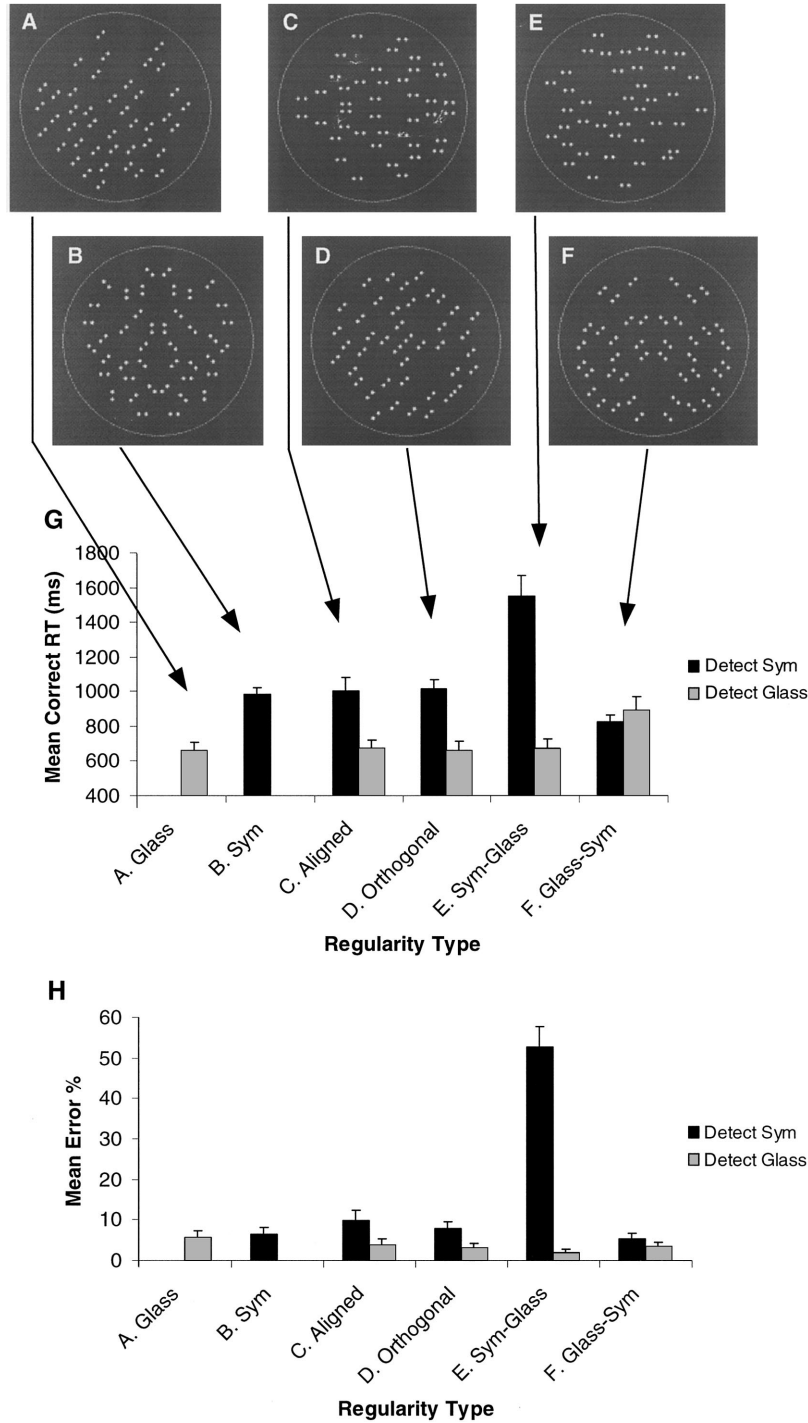 A
C
E
B
D
F
G
1800
1600
1400
1200
1000
800
600
400
Mean Correct RT (ms)
Detect Sym
Detect Glass
A. Glass
B. Sym
C. Aligned
D. Orthogonal
E. Sym-Glass
F. Glass-Sym
Regularity Type
H
60
50
40
30
20
10
0
Mean Error %
Detect Sym
Detect Glass
A. Glass
B. Sym
C. Aligned
D. Orthogonal
E. Sym-Glass
F. Glass-Sym
Regularity Type